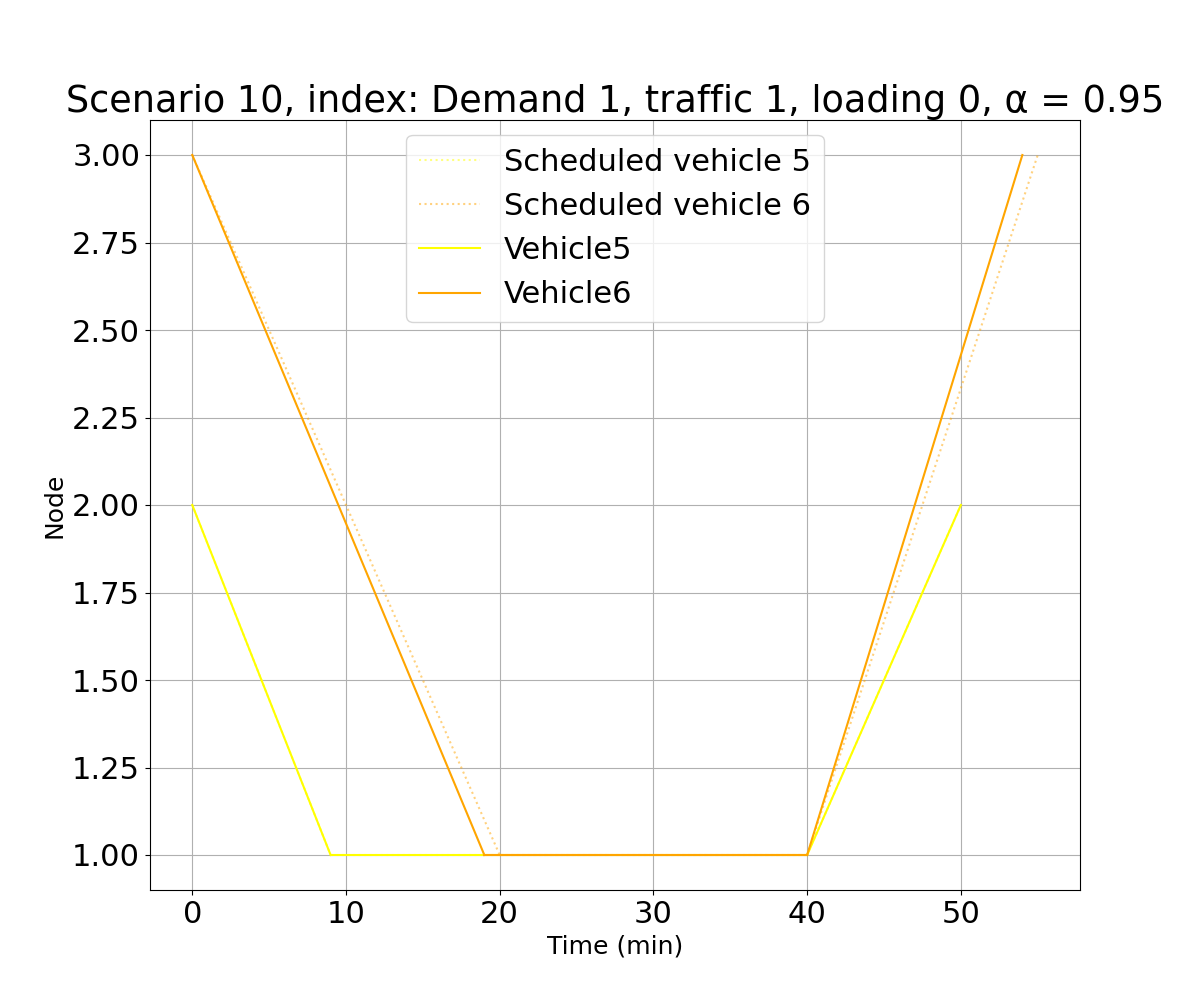 Scenario 10, index: Demand 1, traffic 1, loading 0, α = 0.95
Scheduled vehicle 5
Scheduled vehicle 6
Vehicle5
Vehicle6
3.00
2.75
2.50
2.25
2.00
1.75
1.50
1.25
1.00
Node
0 10 20 30 40 50
Time (min)